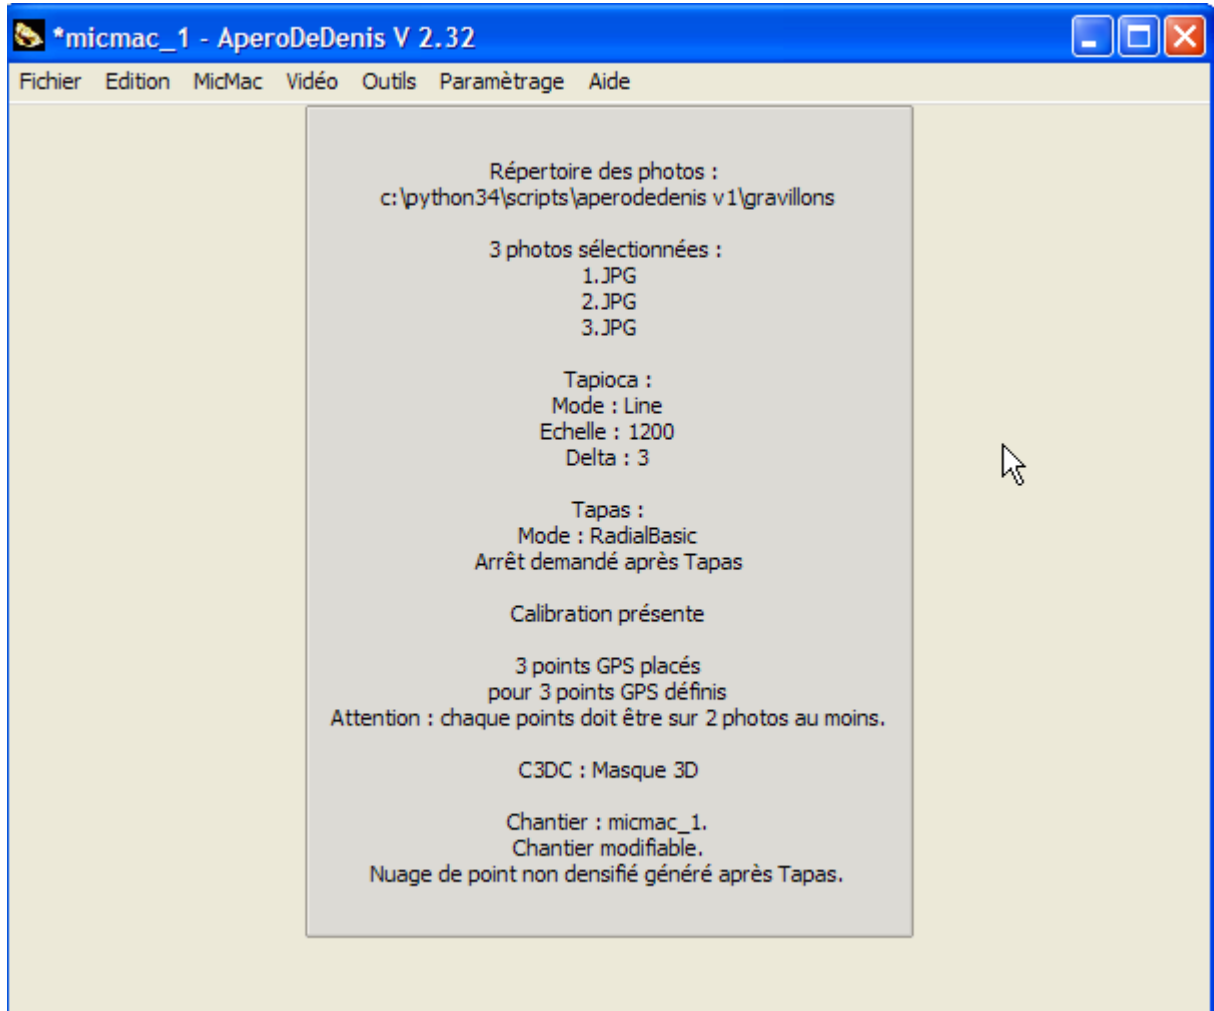 *micmac_1 - AperoDeDenis V 2.32
Fichier Edition MicMac Vidéo Outils Paramètrage Aide
Répertoire des photos :
c:\python34\scripts\aperodedenis v1\gravillons
3 photos sélectionnées :
1.JPG
2.JPG
3.JPG
Tapioca :
Mode : Line
Echelle : 1200
Delta : 3
Tapas :
Mode : RadialBasic
Arrêt demandé après Tapas
Calibration présente
3 points GPS placés
pour 3 points GPS définis
Attention : chaque points doit être sur 2 photos au moins.
C3DC : Masque 3D
Chantier : micmac_1.
Chantier modifiable.
Nuage de point non densifié généré après Tapas.